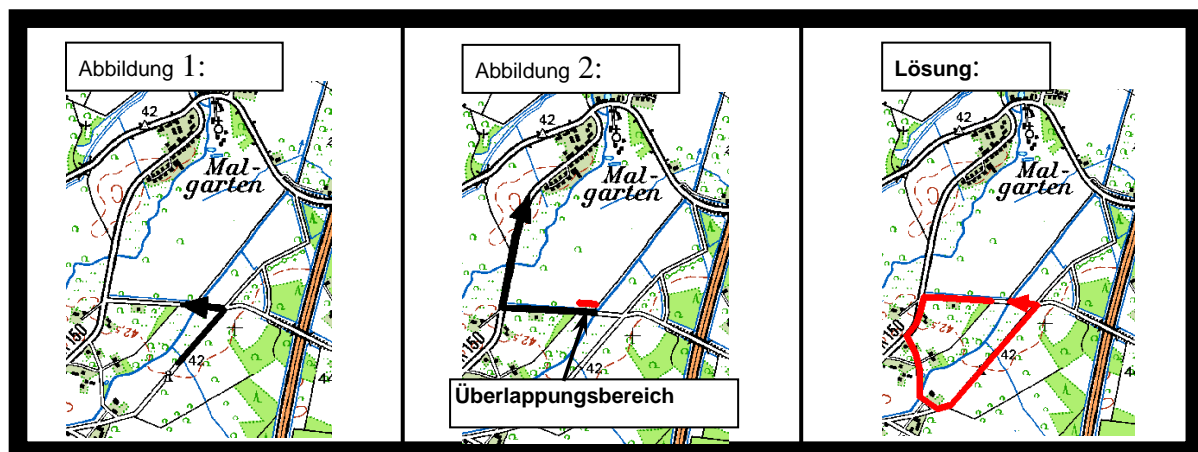 Abbildung 1:
42
Mal-
garten
150
42,5
42
Abbildung 2:
42
Mal-
garten
150
42,5
42
Überlappungsbereich
Lösung:
42
Mal-
garten
150
42,5
42